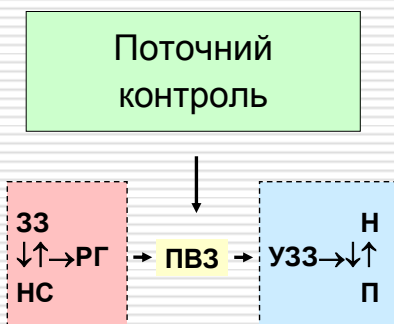 Поточний
контроль
ЗЗ
↓↑→РГ
НС
ПВЗ
Н
УЗЗ→↓↑
П